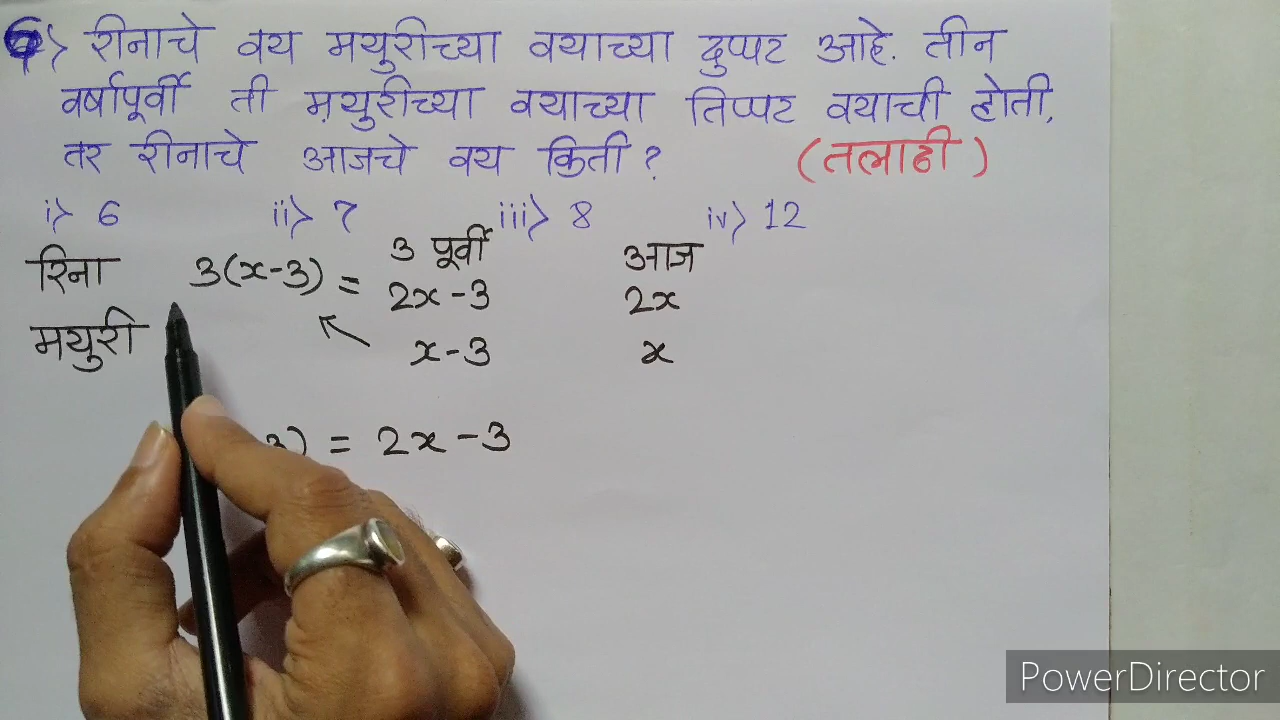 6> रीनाचे वय मयुरीच्या वयाच्या दुप्पट आहे. तीन
वर्षापूर्वी ती मयुरीच्या वयाच्या तिप्पट वयाची होती.
तर रीनाचे आजचे वय किती ? (तलाठी)
i> 6 ii> 7 iii> 8 iv> 12
3 पूर्वी आज
रिना 3(x-3) = 2x-3 2x
मयुरी x-3 x
3) = 2x-3
PowerDirector